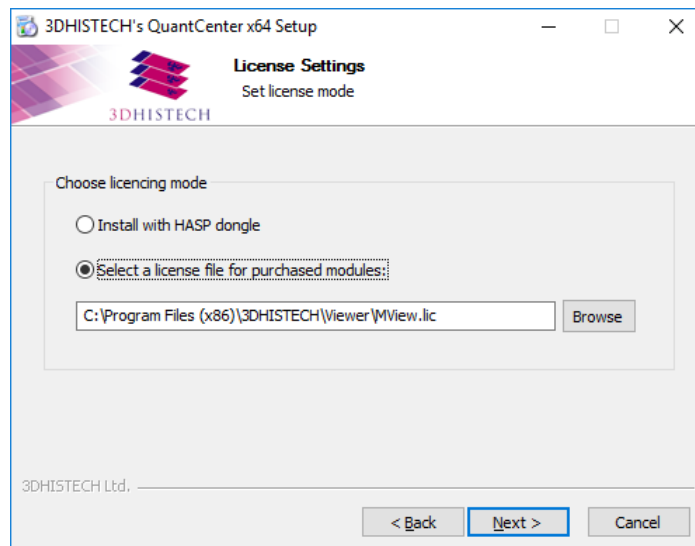 3DHISTECH's QuantCenter x64 Setup
License Settings
Set license mode
3DHISTECH
Choose licencing mode
Install with HASP dongle
Select a license file for purchased modules:
C:\Program Files (x86)\3DHISTECH\Viewer\MView.lic
Browse
3DHISTECH Ltd.
< Back Next > Cancel